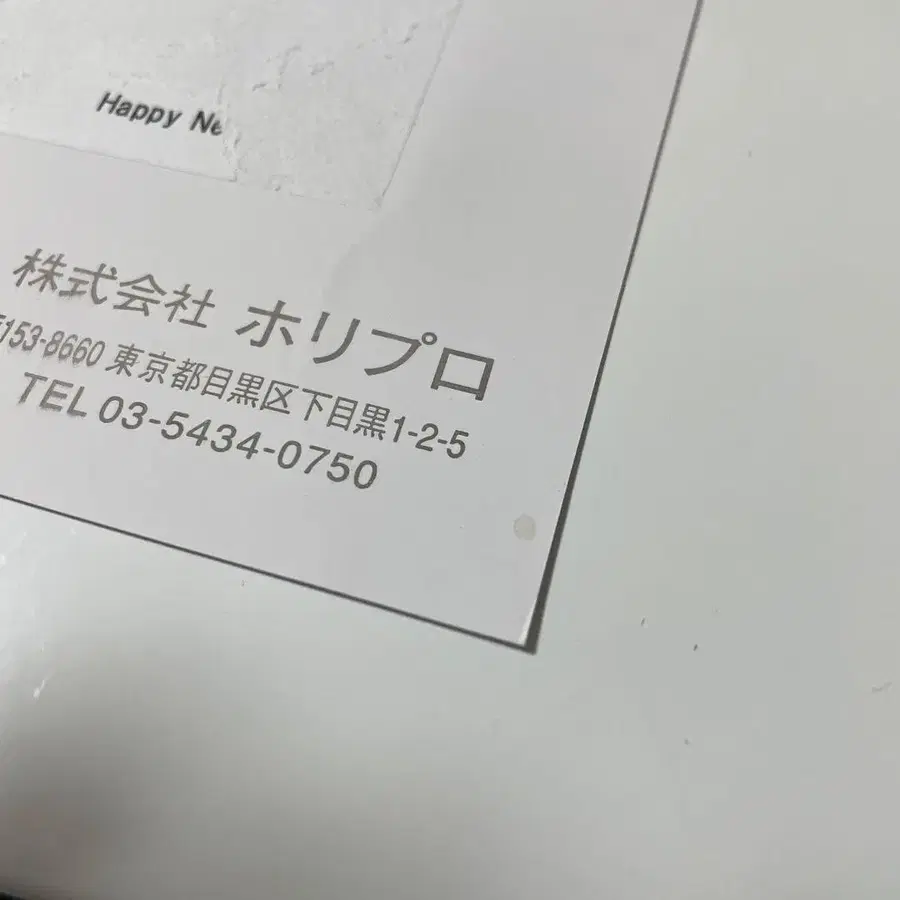 Happy Ne
株式会社 ホリプロ
153-8660 東京都目黒区下目黒1-2-5
TEL 03-5434-0750